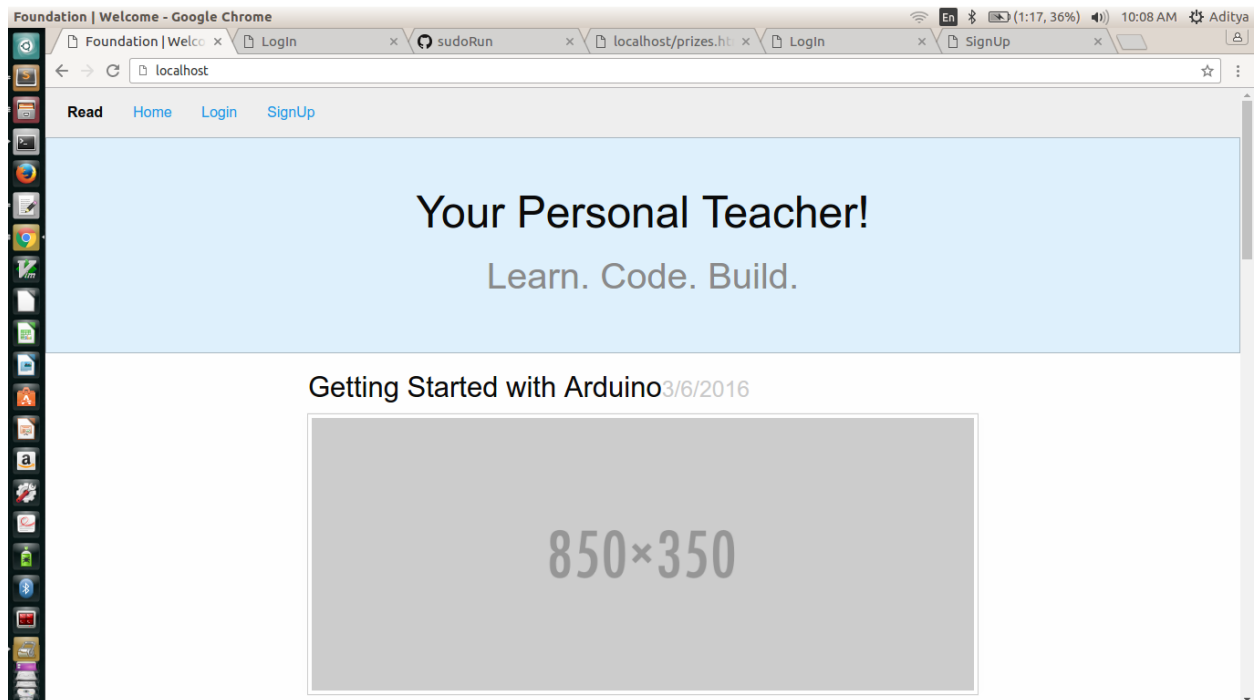 Foundation | Welcome - Google Chrome
En (1:17, 36%) 10:08 AM Aditya
Foundation | Welco LogIn sudoRun localhost/prizes.ht LogIn SignUp
localhost
Read Home Login SignUp
Your Personal Teacher!
Learn. Code. Build.
Getting Started with Arduino3/6/2016
850×350
Vim
a